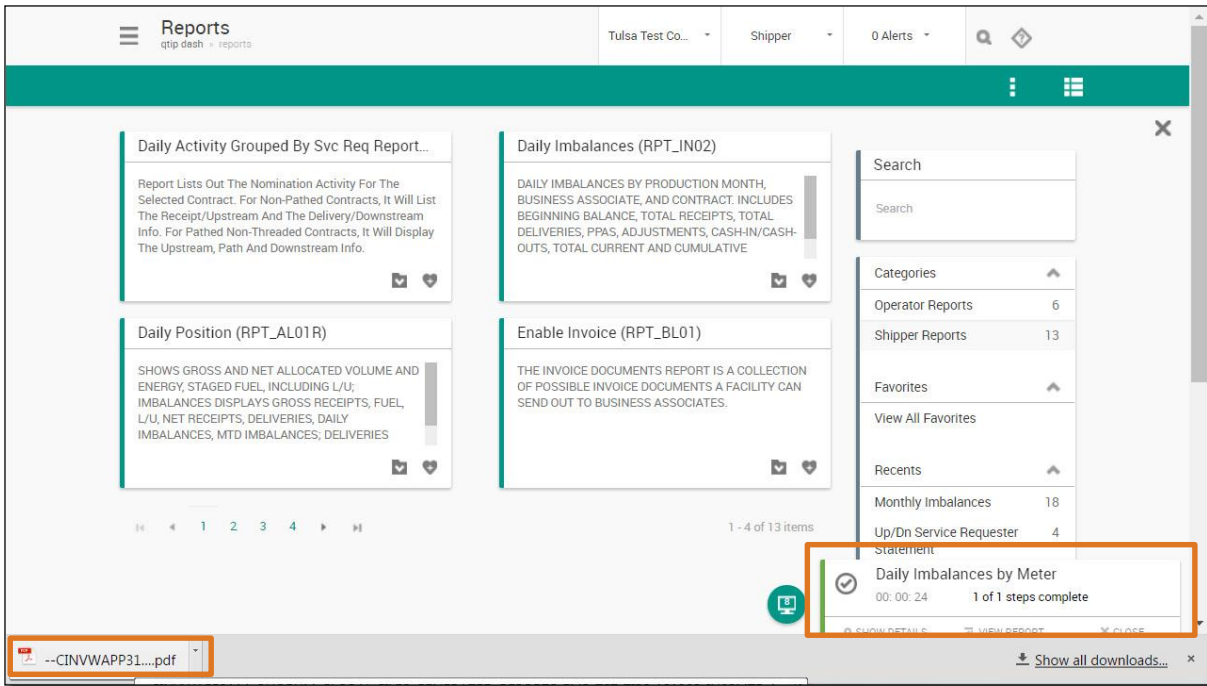 Reports
qtip dash » reports
Tulsa Test Co...
Shipper
0 Alerts
Daily Activity Grouped By Svc Req Report...
Report Lists Out The Nomination Activity For The
Selected Contract. For Non-Pathed Contracts, It Will List
The Receipt/Upstream And The Delivery/Downstream
Info. For Pathed Non-Threaded Contracts, It Will Display
The Upstream, Path And Downstream Info.
Daily Imbalances (RPT_IN02)
DAILY IMBALANCES BY PRODUCTION MONTH,
BUSINESS ASSOCIATE, AND CONTRACT. INCLUDES
BEGINNING BALANCE, TOTAL RECEIPTS, TOTAL
DELIVERIES, PPAS, ADJUSTMENTS, CASH-IN/CASH-
OUTS, TOTAL CURRENT AND CUMULATIVE
Daily Position (RPT_AL01R)
SHOWS GROSS AND NET ALLOCATED VOLUME AND
ENERGY, STAGED FUEL, INCLUDING L/U;
IMBALANCES DISPLAYS GROSS RECEIPTS, FUEL,
L/U, NET RECEIPTS, DELIVERIES, DAILY
IMBALANCES, MTD IMBALANCES; DELIVERIES
Enable Invoice (RPT_BL01)
THE INVOICE DOCUMENTS REPORT IS A COLLECTION
OF POSSIBLE INVOICE DOCUMENTS A FACILITY CAN
SEND OUT TO BUSINESS ASSOCIATES.
1 2 3 4
1 - 4 of 13 items
Search
Search
Categories
Operator Reports 6
Shipper Reports 13
Favorites
View All Favorites
Recents
Monthly Imbalances 18
Up/Dn Service Requester 4
Statement
8
Daily Imbalances by Meter
00: 00: 24 1 of 1 steps complete
SHOW DETAILS VIEW REPORT CLOSE
--CINVWAPP31....pdf
Show all downloads...